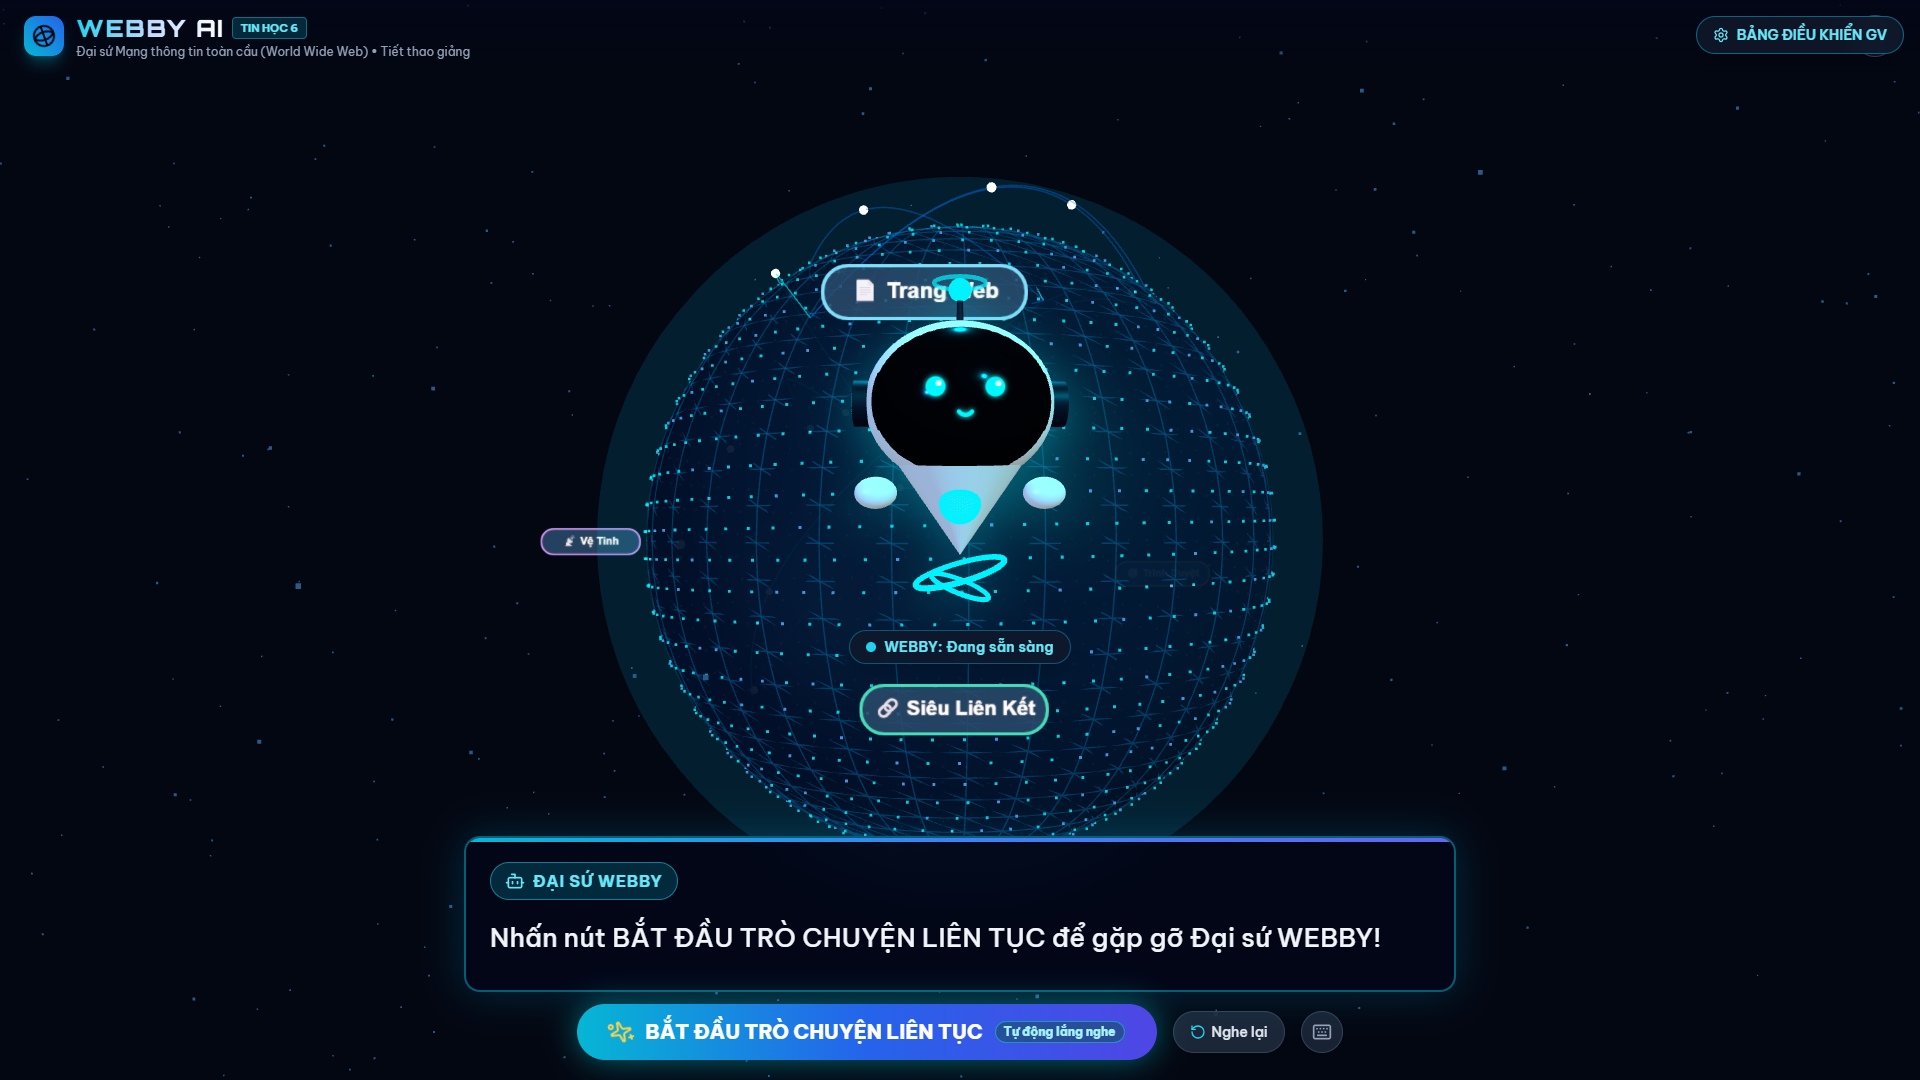 WEBBY AI TIN HỌC 6
Đại sứ Mạng thông tin toàn cầu (World Wide Web) • Tiết thao giảng
BẢNG ĐIỀU KHIỂN GV
Trang Web
Vệ Tinh
WEBBY: Đang sẵn sàng
Siêu Liên Kết
ĐẠI SỨ WEBBY
Nhấn nút BẮT ĐẦU TRÒ CHUYỆN LIÊN TỤC để gặp gỡ Đại sứ WEBBY!
BẮT ĐẦU TRÒ CHUYỆN LIÊN TỤC Tự động lắng nghe
Nghe lại